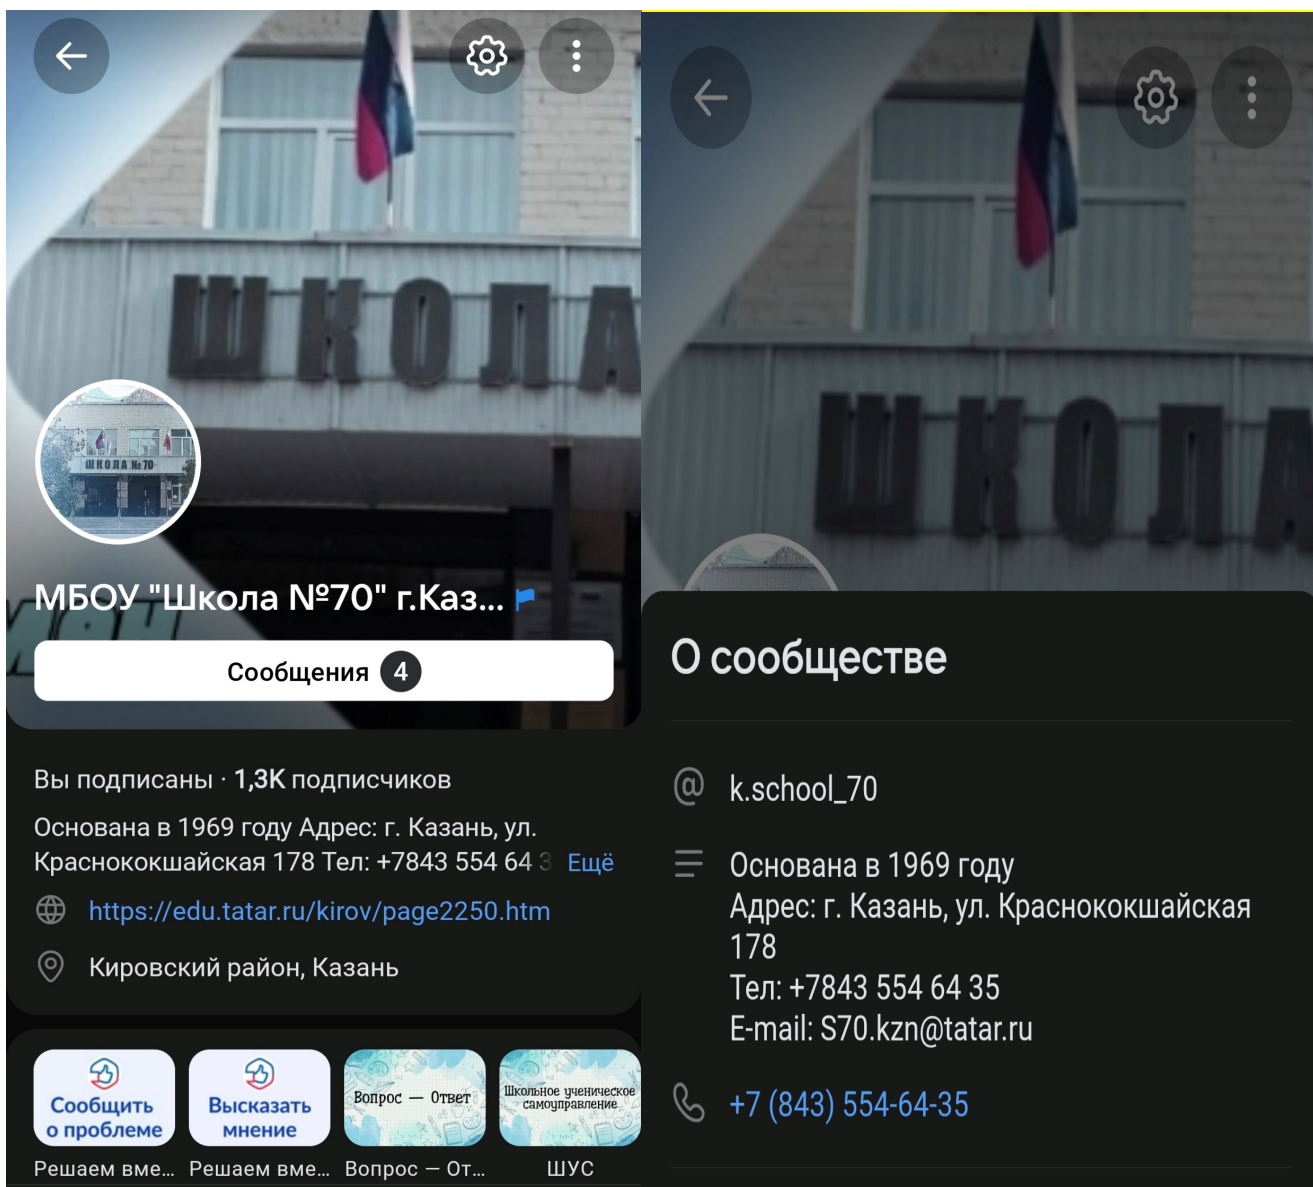 ШКОЛА
ШКОЛА №70
МБОУ "Школа №70" г.Каз...
Сообщения 4
Вы подписаны · 1,3K подписчиков
Основана в 1969 году Адрес: г. Казань, ул.
Краснококшайская 178 Тел: +7843 554 64 3 Ещё
https://edu.tatar.ru/kirov/page2250.htm
Кировский район, Казань
Сообщить
о проблеме
Высказать
мнение
Вопрос — Ответ
Школьное ученическое
самоуправление
Решаем вме...
Решаем вме...
Вопрос — От...
ШУС
ШКОЛА
О сообществе
@ k.school_70
Основана в 1969 году
Адрес: г. Казань, ул. Краснококшайская
178
Тел: +7843 554 64 35
E-mail: S70.kzn@tatar.ru
+7 (843) 554-64-35